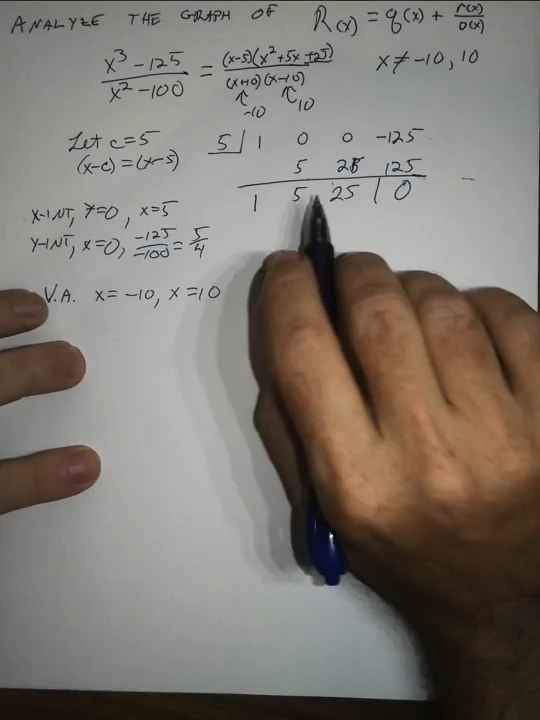 ANALYZE THE GRAPH OF R(x) = q(x) + r(x)/D(x)
x³ - 125 / x² - 100 = (x-5)(x²+5x+25) / (x+10)(x-10) x ≠ -10, 10
-10 10
Let c=5
(x-c) = (x-5)
5 | 1 0 0 -125
5 25 125
1 5 25 | 0
X-INT, Y=0, x=5
Y-INT, x=0, -125/-100 = 5/4
V.A. x=-10, x=10